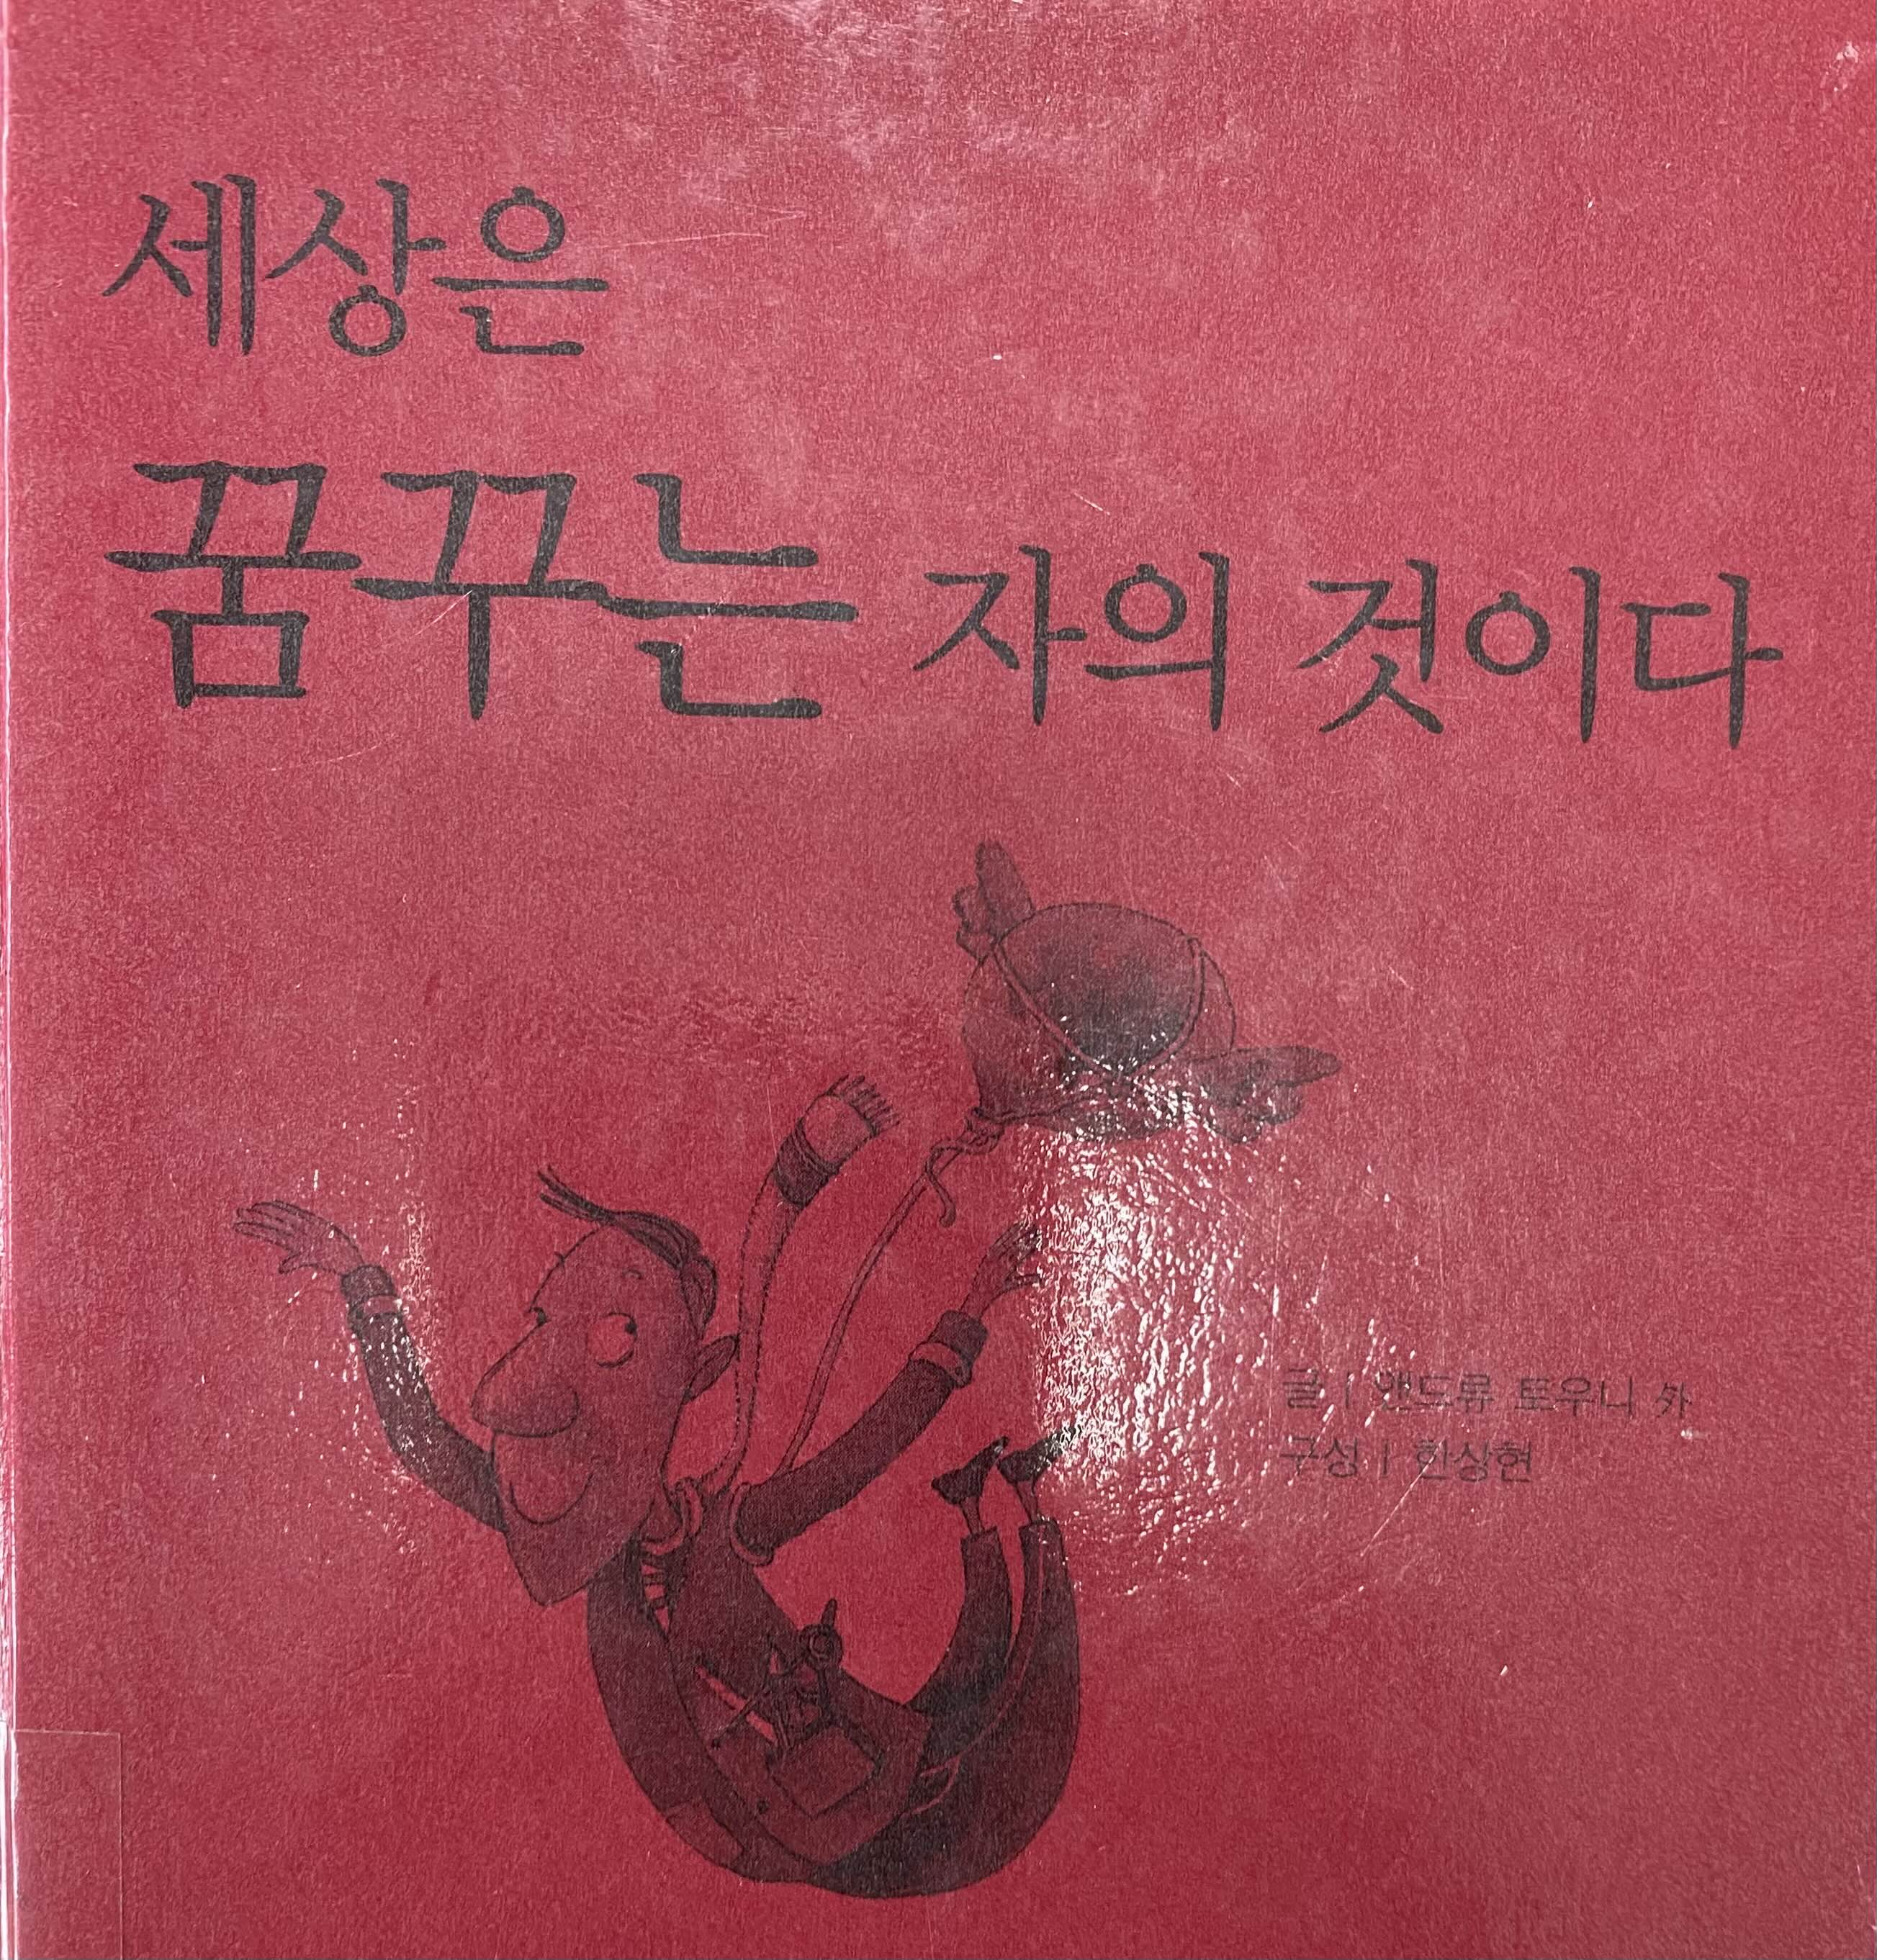 세상은
꿈꾸는 자의 것이다
글 | 앤드류 토우니 外
구성 | 한상현